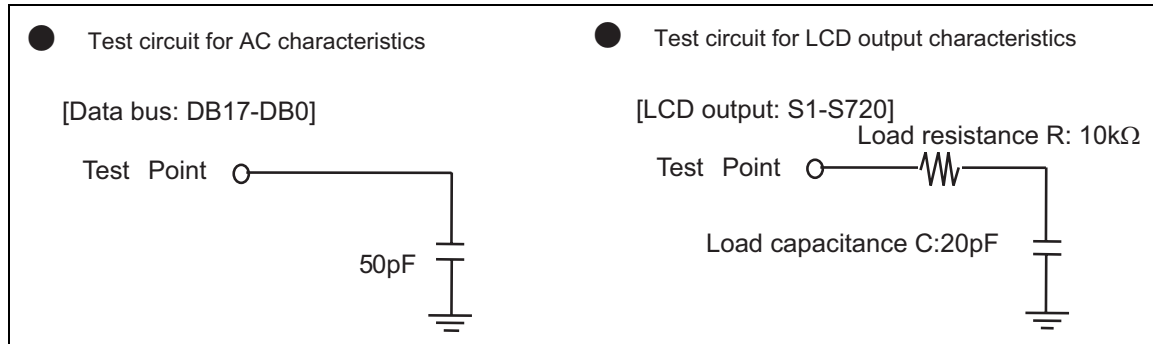 Test circuit for AC characteristics
[Data bus: DB17-DB0]
Test Point
50pF
Test circuit for LCD output characteristics
[LCD output: S1-S720]
Load resistance R: 10kΩ
Test Point
Load capacitance C:20pF